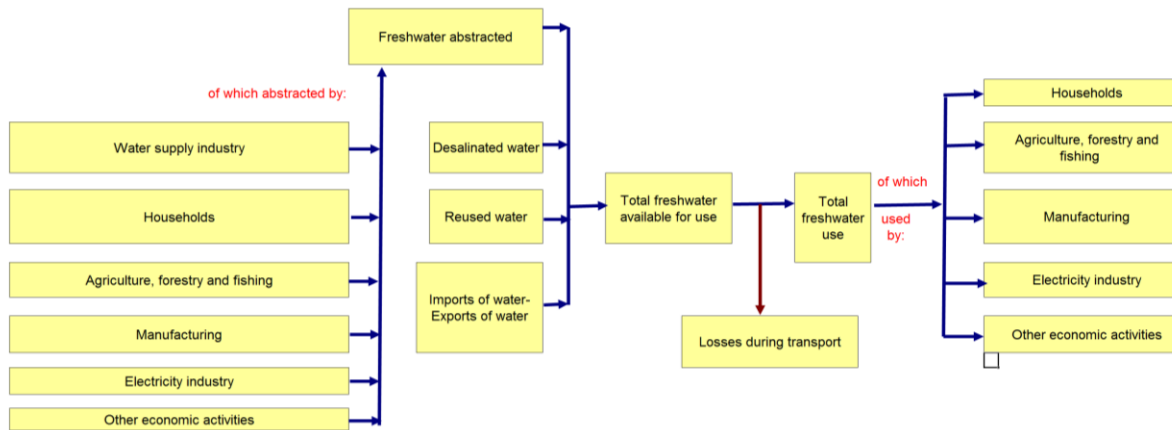 Freshwater abstracted
of which abstracted by:
Water supply industry
Households
Agriculture, forestry and fishing
Manufacturing
Electricity industry
Other economic activities
Desalinated water
Reused water
Imports of water-
Exports of water
Total freshwater
available for use
Losses during transport
Total
freshwater
use
of which
used
by:
Households
Agriculture, forestry and
fishing
Manufacturing
Electricity industry
Other economic activities